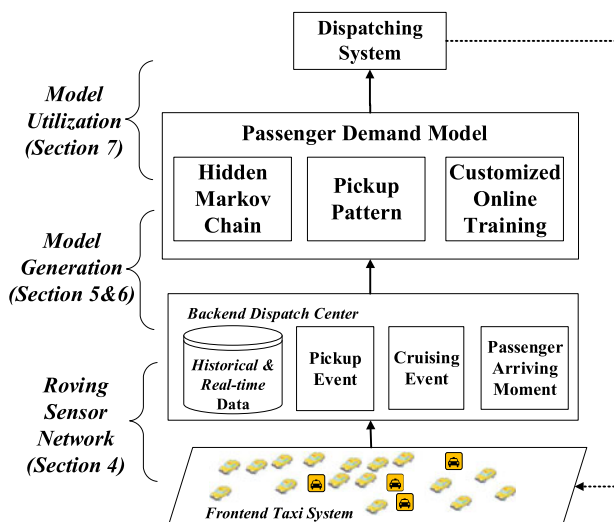 Dispatching
System
Model
Utilization
(Section 7)
Passenger Demand Model
Hidden
Markov
Chain
Pickup
Pattern
Customized
Online
Training
Model
Generation
(Section 5&6)
Backend Dispatch Center
Historical &
Real-time
Data
Pickup
Event
Cruising
Event
Passenger
Arriving
Moment
Roving
Sensor
Network
(Section 4)
Frontend Taxi System